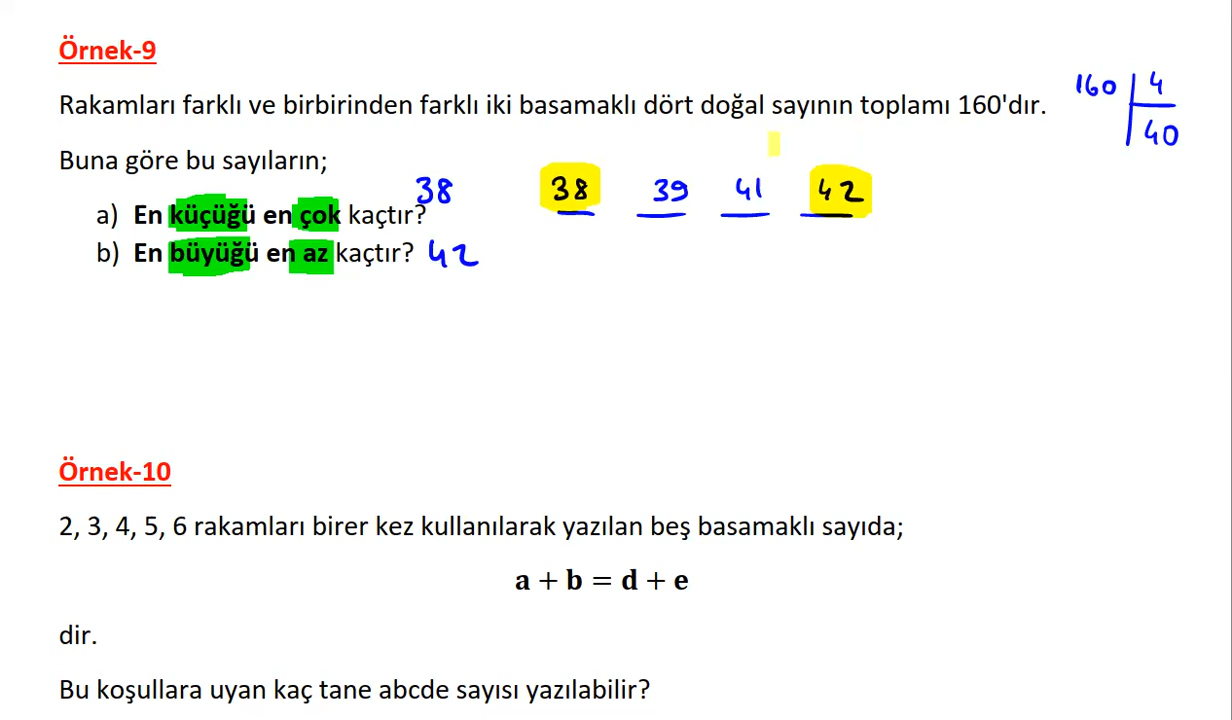 Örnek-9
Rakamları farklı ve birbirinden farklı iki basamaklı dört doğal sayının toplamı 160'dır.
160 4
40
Buna göre bu sayıların;
38 39 41 42
a) En küçüğü en çok kaçtır? 38
b) En büyüğü en az kaçtır? 42
Örnek-10
2, 3, 4, 5, 6 rakamları birer kez kullanılarak yazılan beş basamaklı sayıda;
a + b = d + e
dir.
Bu koşullara uyan kaç tane abcde sayısı yazılabilir?